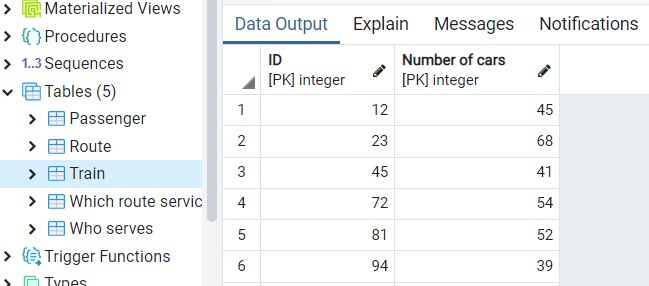 Materialized Views
Procedures
1..3 Sequences
Tables (5)
Passenger
Route
Train
Which route servic
Who serves
Trigger Functions
Types
Data Output Explain Messages Notifications
ID Number of cars
[PK] integer [PK] integer
1 12 45
2 23 68
3 45 41
4 72 54
5 81 52
6 94 39